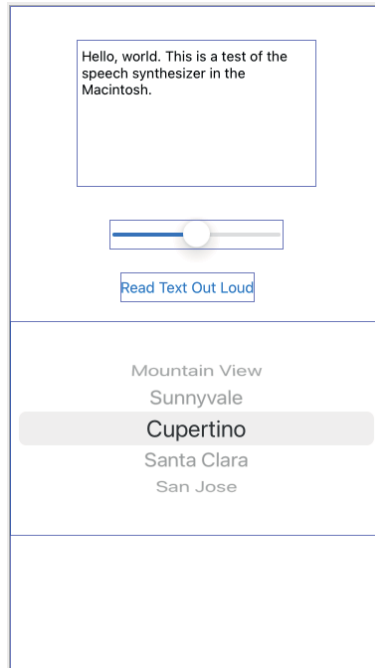 Hello, world. This is a test of the
speech synthesizer in the
Macintosh.
Read Text Out Loud
Mountain View
Sunnyvale
Cupertino
Santa Clara
San Jose